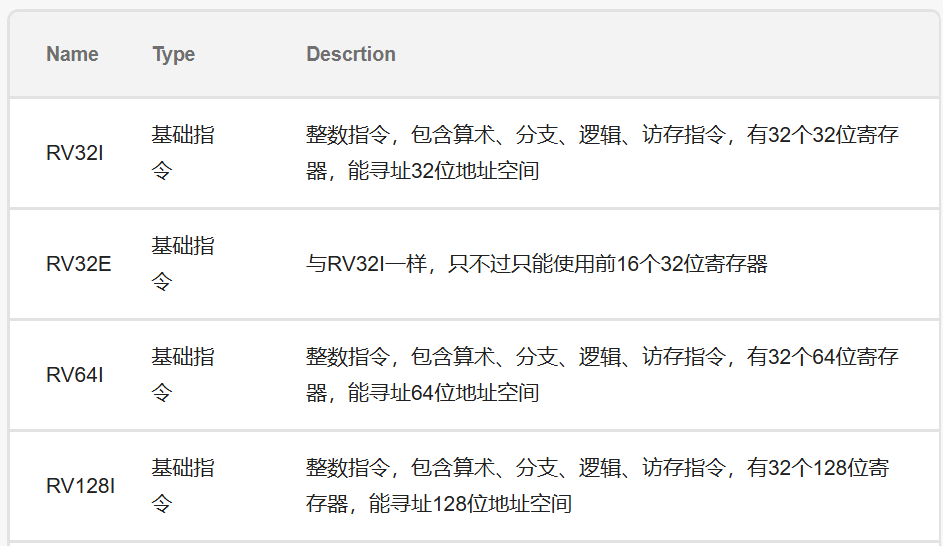 Name Type Descrtion
RV32I
基础指
令
整数指令，包含算术、分支、逻辑、访存指令，有32个32位寄存
器，能寻址32位地址空间
RV32E
基础指
令
与RV32I一样，只不过只能使用前16个32位寄存器
RV64I
基础指
令
整数指令，包含算术、分支、逻辑、访存指令，有32个64位寄存
器，能寻址64位地址空间
RV128I
基础指
令
整数指令，包含算术、分支、逻辑、访存指令，有32个128位寄
存器，能寻址128位地址空间